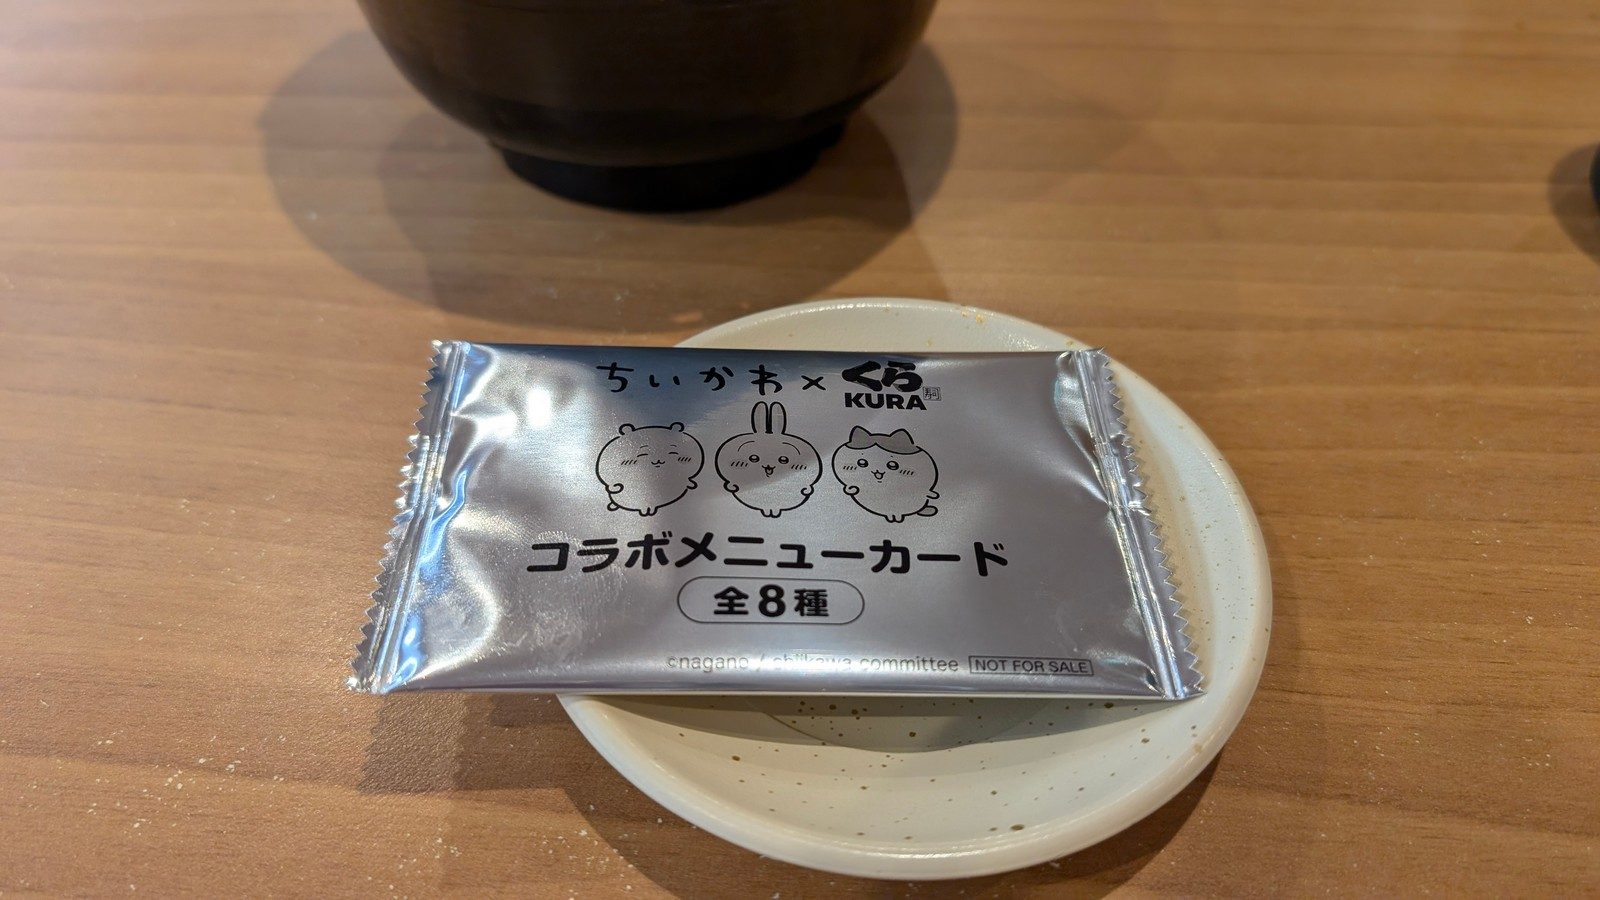 ちいかわ×くら寿司
KURA
コラボメニューカード
全8種
©nagano / chiikawa committee NOT FOR SALE